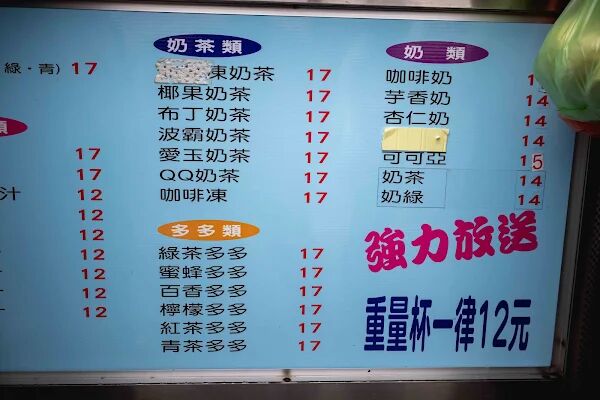 綠·青) 17
類
17
17
汁 12
12
12
12
12
12
12
奶茶類
凍奶茶 17
椰果奶茶 17
布丁奶茶 17
波霸奶茶 17
愛玉奶茶 17
QQ奶茶 17
咖啡凍 17
多多類
綠茶多多 17
蜜蜂多多 17
百香多多 17
檸檬多多 17
紅茶多多 17
青茶多多 17
奶類
咖啡奶
芋香奶 14
杏仁奶 14
14
可可亞 15
奶茶 14
奶綠 14
強力放送
重量杯一律12元